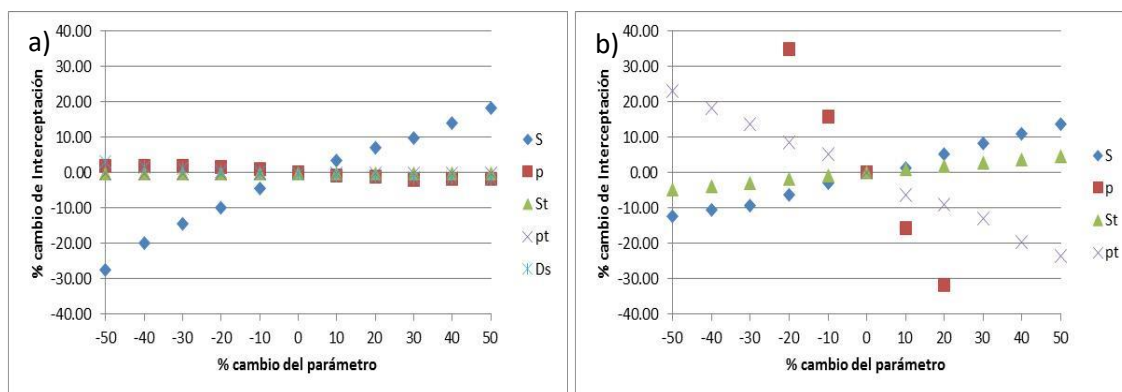 a)
40.00
30.00
20.00
10.00
0.00
-10.00
-20.00
-30.00
-40.00
% cambio de Interceptación
-50 -40 -30 -20 -10 0 10 20 30 40 50
% cambio del parámetro
S
p
St
pt
Ds
b)
40.00
30.00
20.00
10.00
0.00
-10.00
-20.00
-30.00
-40.00
% cambio de Interceptación
-50 -40 -30 -20 -10 0 10 20 30 40 50
% cambio del parámetro
S
p
St
pt